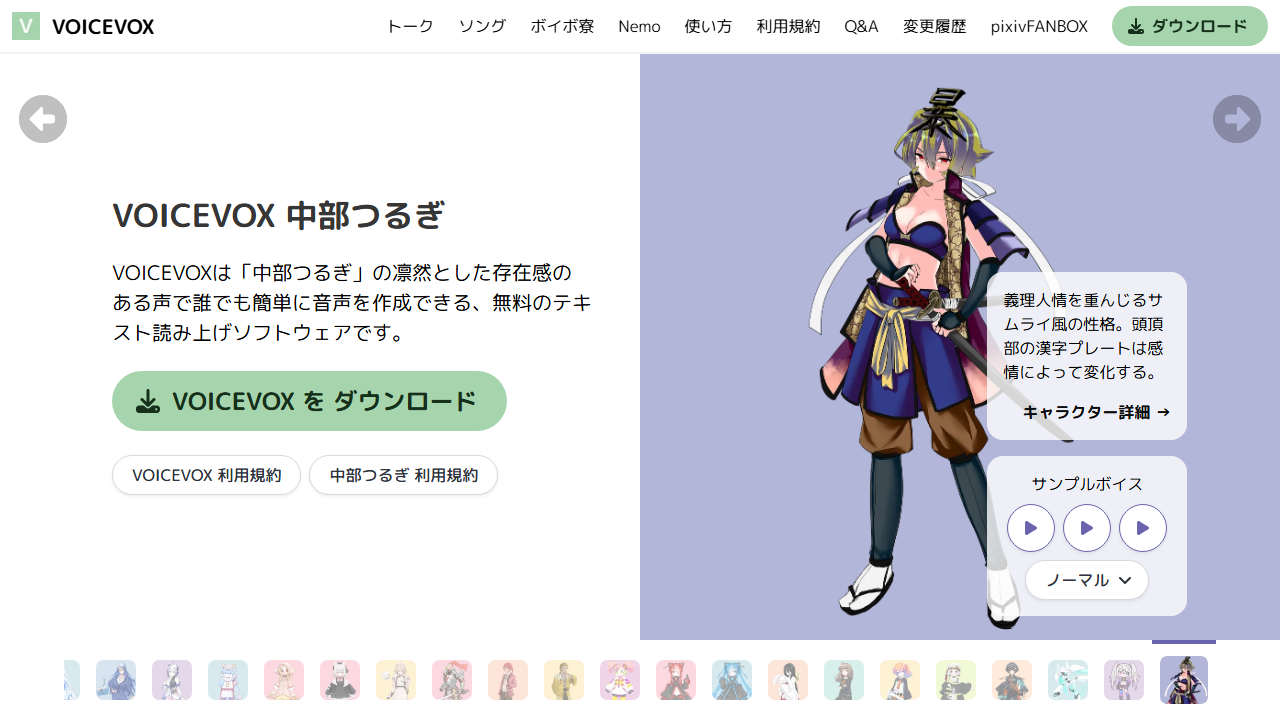 V VOICEVOX トーク ソング ボイボ寮 Nemo 使い方 利用規約 Q&A 変更履歴 pixivFANBOX ダウンロード
VOICEVOX 中部つるぎ
VOICEVOXは「中部つるぎ」の凛然とした存在感の
ある声で誰でも簡単に音声を作成できる、無料のテキ
スト読み上げソフトウェアです。
VOICEVOX を ダウンロード
VOICEVOX 利用規約 中部つるぎ 利用規約
義理人情を重んじるサ
ムライ風の性格。頭頂
部の漢字プレートは感
情によって変化する。
キャラクター詳細 →
サンプルボイス
ノーマル